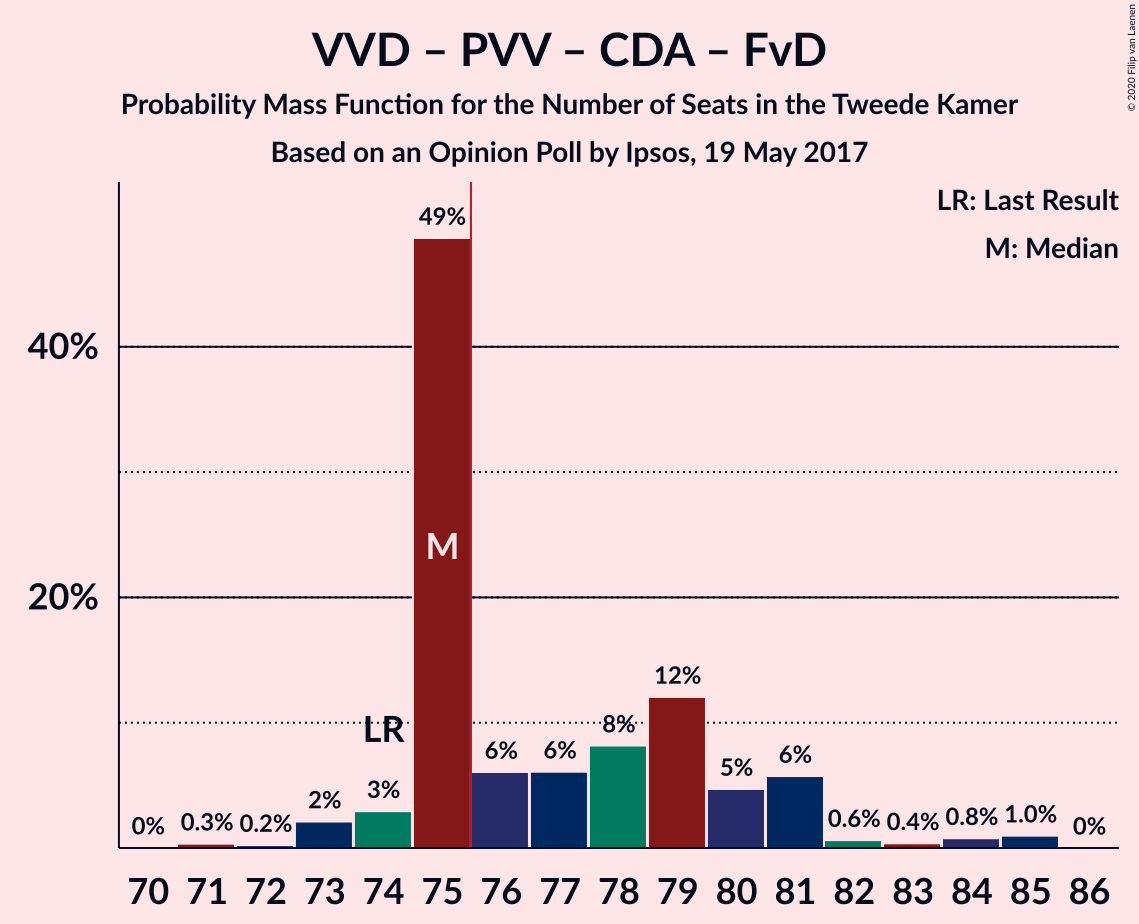 VVD – PVV – CDA – FvD
Probability Mass Function for the Number of Seats in the Tweede Kamer
Based on an Opinion Poll by Ipsos, 19 May 2017
© 2020 Filip van Laenen
LR: Last Result
M: Median
49%
40%
M
20%
12%
LR
8%
6%
6%
6%
5%
3%
2%
0%
0.3%
0.2%
0.6%
0.4%
0.8%
1.0%
0%
70 71 72 73 74 75 76 77 78 79 80 81 82 83 84 85 86